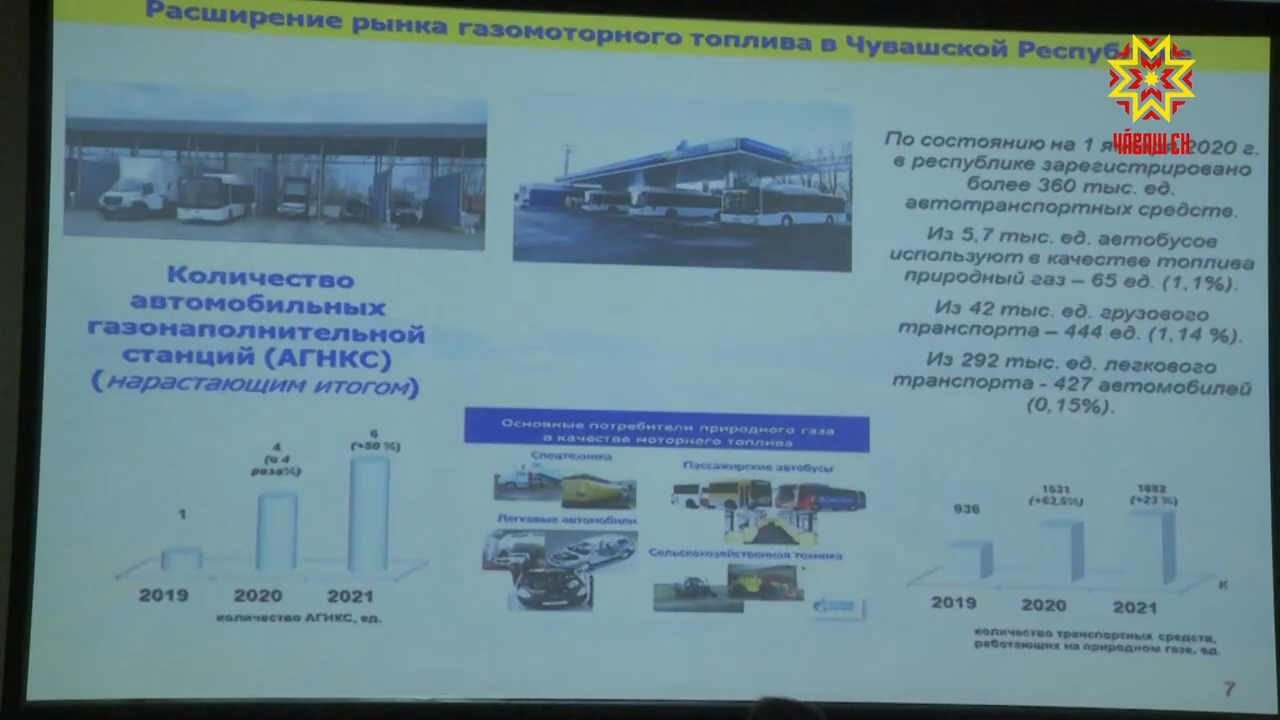 Расширение рынка газомоторного топлива в Чувашской
ЧӐВАШ ЕН
По состоянию на 1 2020 г.
в республике зарегистрировано
более 360 тыс. ед.
автотранспортных средств.
Из 5,7 тыс. ед. автобусов
используют в качестве топлива
природный газ – 65 ед. (1,1%).
Из 42 тыс. ед. грузового
транспорта – 444 ед. (1,14 %).
Из 292 тыс. ед. легкового
транспорта - 427 автомобилей
(0,15%).
Количество
автомобильных
газонаполнительной
станций (АГНКС)
(нарастающим итогом)
1
4
(в 4
раза%)
6
(+50 %)
2019
2020
2021
количество АГНКС, ед.
Основные потребители природного газа
в качестве моторного топлива
Спецтехника
Пассажирские автобусы
Легковые автомобили
Сельскохозяйственная техника
936
1531
(+63,5%)
(+23 %)
2019
2020
2021
К
количество транспортных средств,
работающих на природном газе, ед.
7